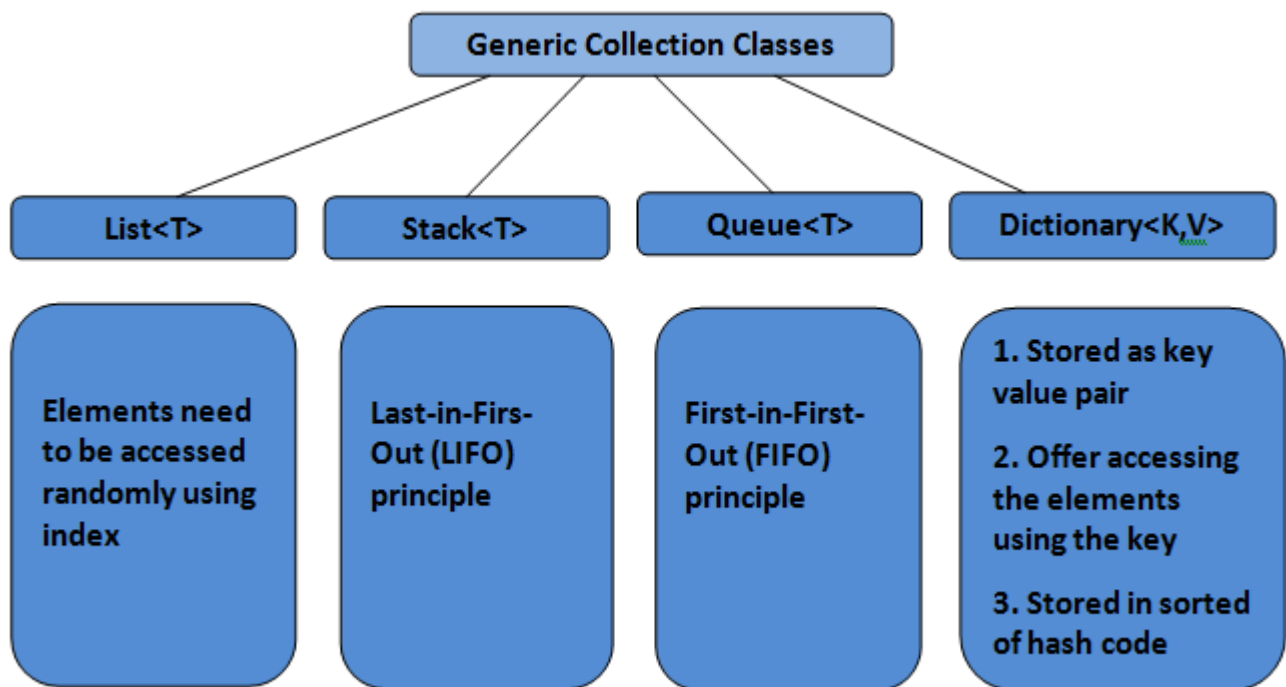 Generic Collection Classes
List<T>
Stack<T>
Queue<T>
Dictionary<K,V>
Elements need
to be accessed
randomly using
index
Last-in-Firs-
Out (LIFO)
principle
First-in-First-
Out (FIFO)
principle
1. Stored as key
value pair
2. Offer accessing
the elements
using the key
3. Stored in sorted
of hash code